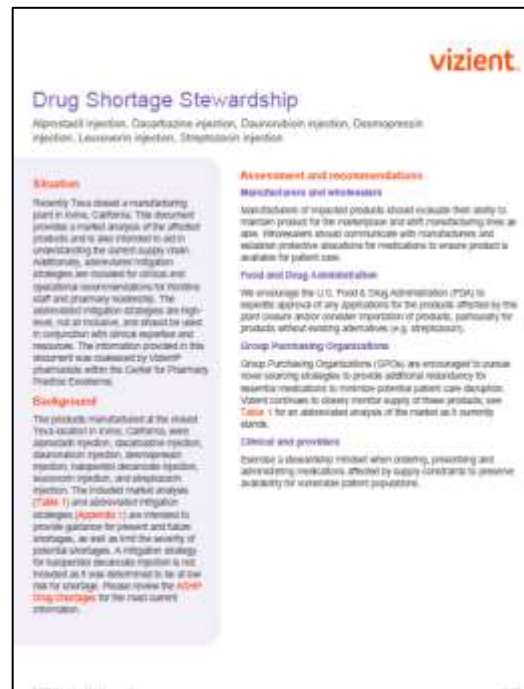 vizient
Drug Shortage Stewardship
Alprostadil injection, Dacarbazine injection, Daunorubicin injection, Desmopressin
injection, Leucovorin injection, Streptozocin injection
Situation
Recently Teva closed a manufacturing
plant in Irvine, California. This document
provides a market analysis of the affected
products and is also intended to aid in
understanding the current supply chain.
Additionally, abbreviated mitigation
strategies are included for clinical and
operational recommendations for frontline
staff and pharmacy leadership. The
abbreviated mitigation strategies are high-
level, not all inclusive, and should be used
in conjunction with clinical expertise and
resources. The information provided in this
document was coalesced by Vizient
pharmacists within the Center for Pharmacy
Practice Excellence.
Background
The products manufactured at the closed
Teva location in Irvine, California, were
alprostadil injection, dacarbazine injection,
daunorubicin injection, desmopressin
injection, haloperidol decanoate injection,
leucovorin injection, and streptozocin
injection. The included market analysis
(Table 1) and abbreviated mitigation
strategies (Appendix 1) are intended to
provide guidance for present and future
shortages, as well as limit the severity of
potential shortages. A mitigation strategy
for haloperidol decanoate injection is not
included as it was determined to be at low
risk for shortage. Please review the ASHP
Drug Shortages for the most current
information.
Assessment and recommendations
Manufacturers and wholesalers
Manufacturers of impacted products should evaluate their ability to
maintain product for the marketplace and shift manufacturing lines as
able. Wholesalers should communicate with manufacturers and
establish protective allocations for medications to ensure product is
available for patient care.
Food and Drug Administration
We encourage the U.S. Food & Drug Administration (FDA) to
expedite approval of any applications for the products affected by the
plant closure and/or consider importation of products, particularly for
products without existing alternatives (e.g. streptozocin).
Group Purchasing Organizations
Group Purchasing Organizations (GPOs) are encouraged to pursue
novel sourcing strategies to provide additional redundancy for
essential medications to minimize potential patient care disruption.
Vizient continues to closely monitor supply of these products; see
Table 1 for an abbreviated analysis of the market as it currently
stands.
Clinical and providers
Exercise a stewardship mindset when ordering, prescribing and
administering medications affected by supply constraints to preserve
availability for vulnerable patient populations.